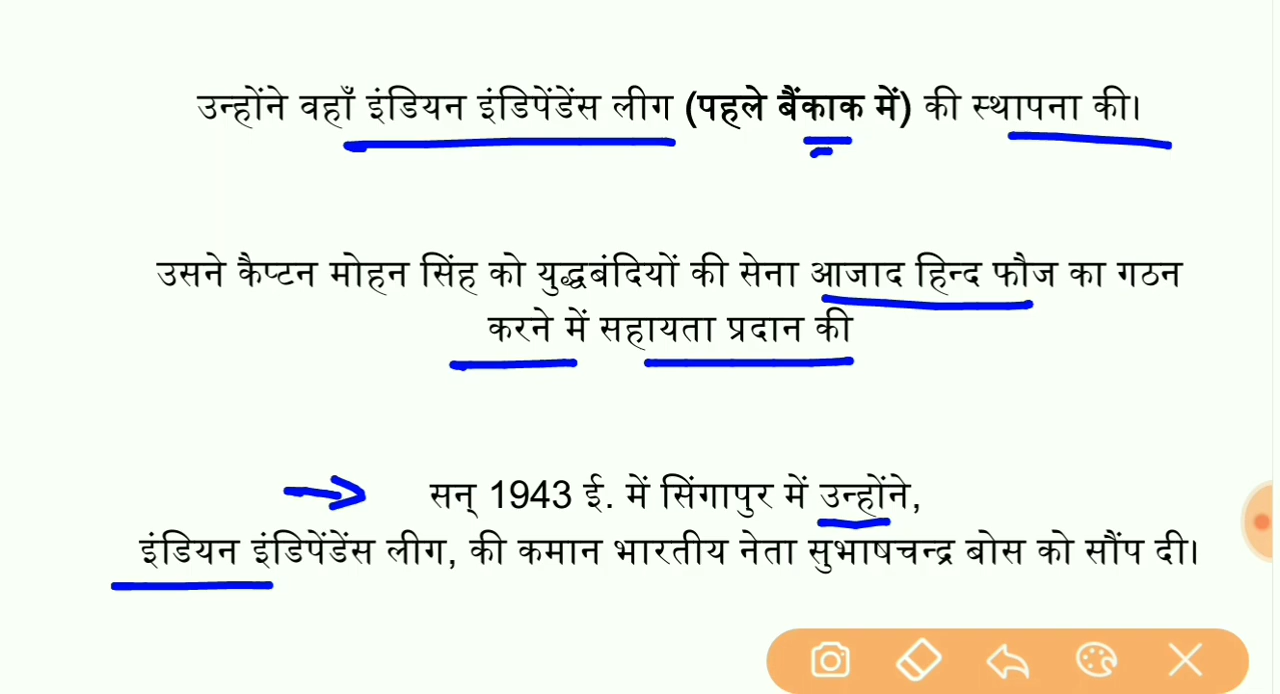 उन्होंने वहाँ इंडियन इंडिपेंडेंस लीग (पहले बैंकाक में) की स्थापना की।
उसने कैप्टन मोहन सिंह को युद्धबंदियों की सेना आजाद हिन्द फौज का गठन
करने में सहायता प्रदान की
सन् 1943 ई. में सिंगापुर में उन्होंने,
इंडियन इंडिपेंडेंस लीग, की कमान भारतीय नेता सुभाषचन्द्र बोस को सौंप दी।